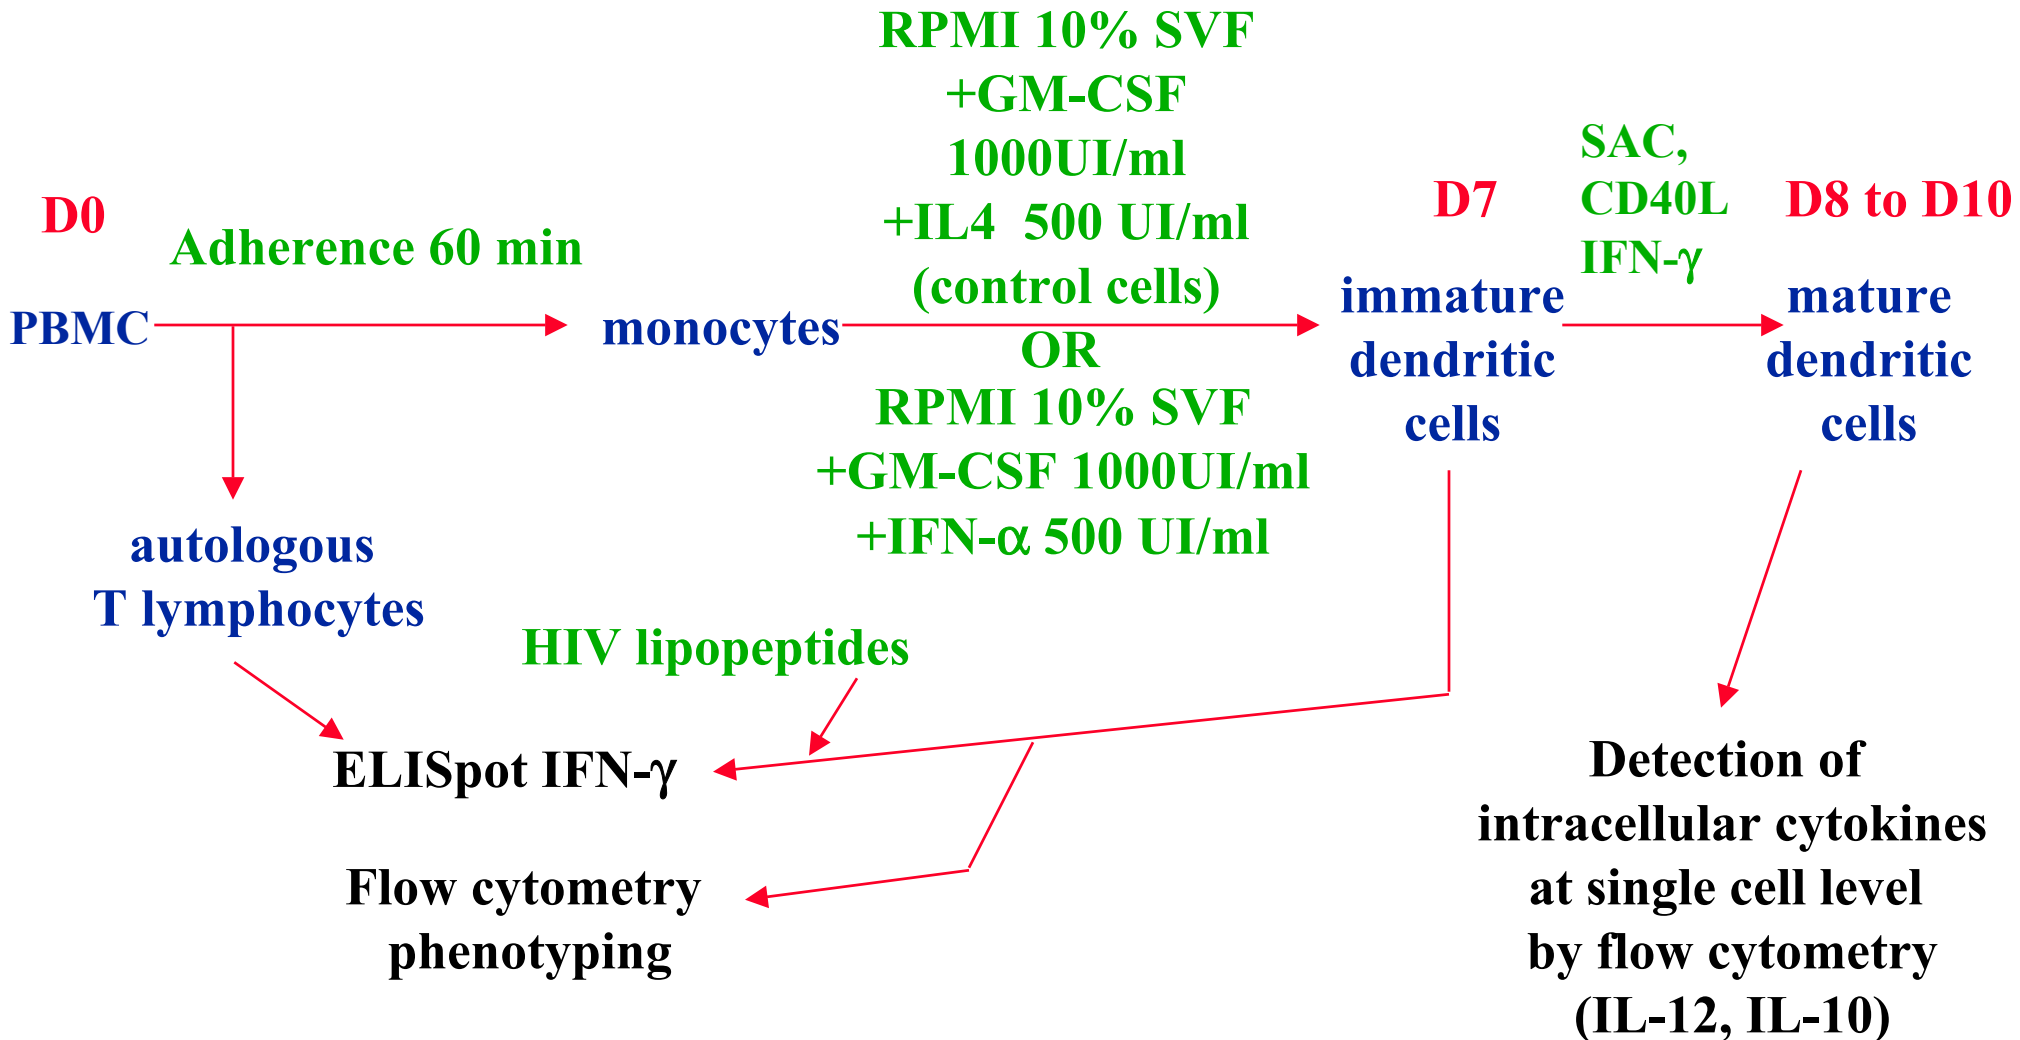 RPMI 10% SVF
+GM-CSF
1000UI/ml
+IL4 500 UI/ml
(control cells)
OR
RPMI 10% SVF
+GM-CSF 1000UI/ml
+IFN-α 500 UI/ml
D0
Adherence 60 min
PBMC
monocytes
D7
immature
dendritic
cells
SAC,
CD40L
IFN-γ
D8 to D10
mature
dendritic
cells
autologous
T lymphocytes
HIV lipopeptides
ELISpot IFN-γ
Flow cytometry
phenotyping
Detection of
intracellular cytokines
at single cell level
by flow cytometry
(IL-12, IL-10)